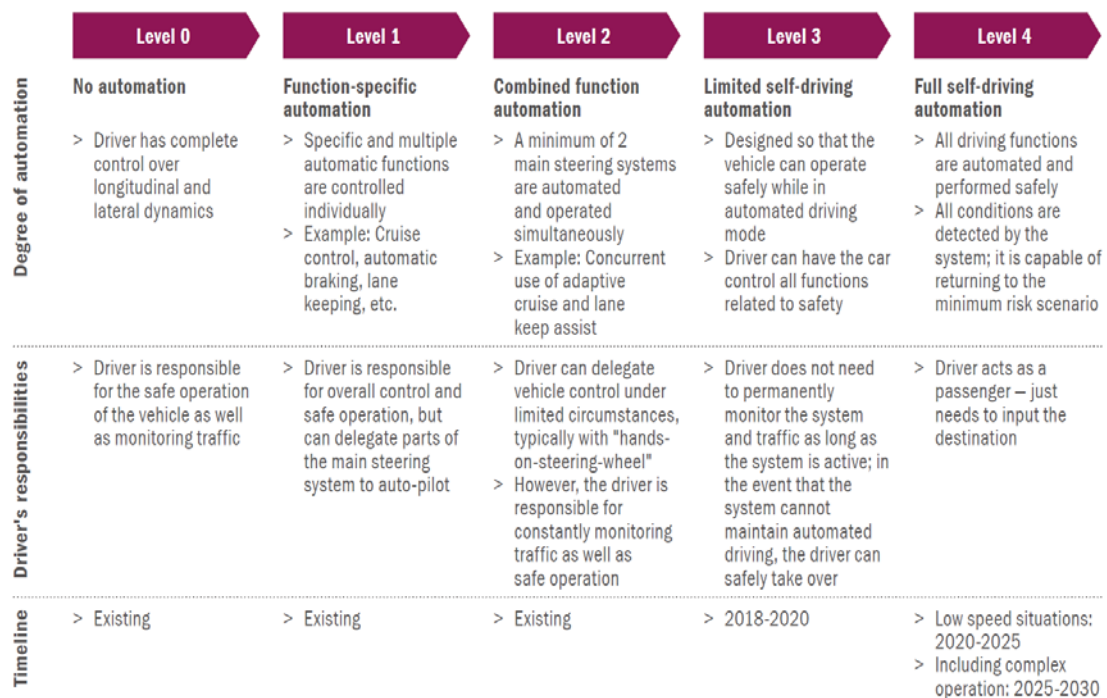 Level 0
Level 1
Level 2
Level 3
Level 4
Degree of automation
No automation
> Driver has complete
control over
longitudinal and
lateral dynamics
Function-specific
automation
> Specific and multiple
automatic functions
are controlled
individually
> Example: Cruise
control, automatic
braking, lane
keeping, etc.
Combined function
automation
> A minimum of 2
main steering systems
are automated
and operated
simultaneously
> Example: Concurrent
use of adaptive
cruise and lane
keep assist
Limited self-driving
automation
> Designed so that the
vehicle can operate
safely while in
automated driving
mode
> Driver can have the car
control all functions
related to safety
Full self-driving
automation
> All driving functions
are automated and
performed safely
> All conditions are
detected by the
system; it is capable of
returning to the
minimum risk scenario
Driver's responsibilities
> Driver is responsible
for the safe operation
of the vehicle as well
as monitoring traffic
> Driver is responsible
for overall control and
safe operation, but
can delegate parts of
the main steering
system to auto-pilot
> Driver can delegate
vehicle control under
limited circumstances,
typically with "hands-
on-steering-wheel"
> However, the driver is
responsible for
constantly monitoring
traffic as well as
safe operation
> Driver does not need
to permanently
monitor the system
and traffic as long as
the system is active; in
the event that the
system cannot
maintain automated
driving, the driver can
safely take over
> Driver acts as a
passenger – just
needs to input the
destination
Timeline
> Existing
> Existing
> Existing
> 2018-2020
> Low speed situations:
2020-2025
> Including complex
operation: 2025-2030